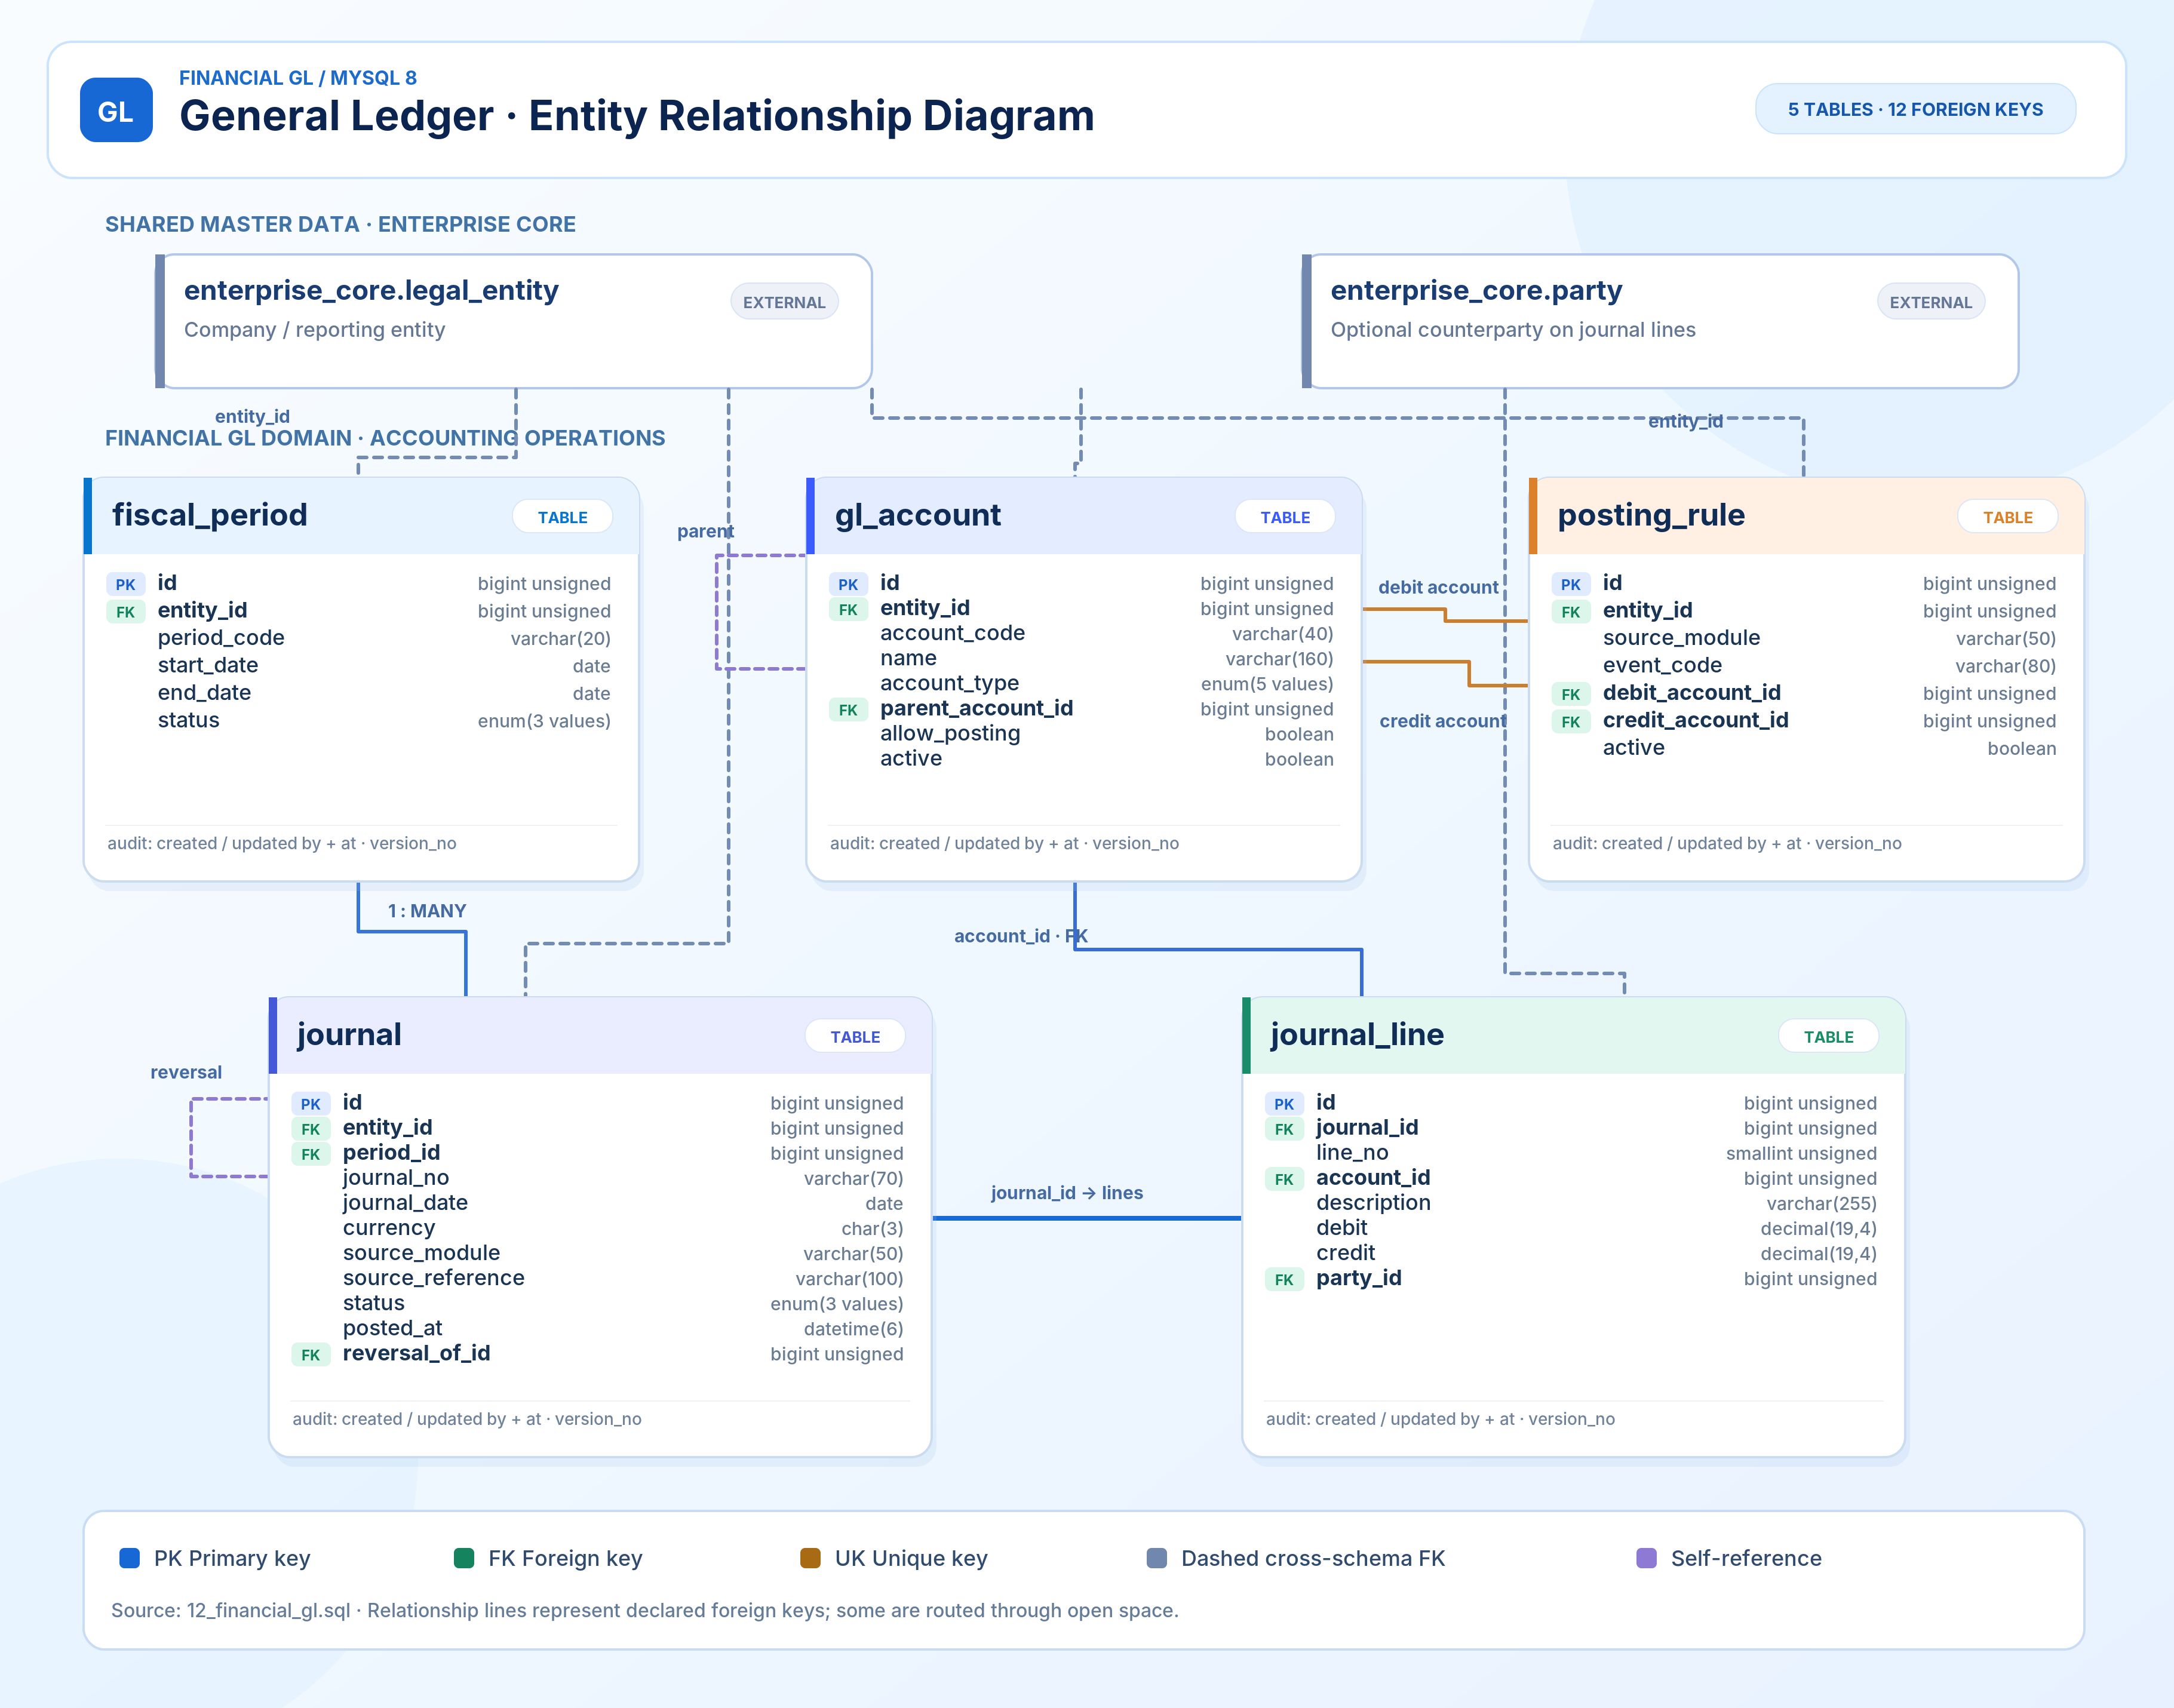 GL
FINANCIAL GL / MYSQL 8
General Ledger · Entity Relationship Diagram
5 TABLES · 12 FOREIGN KEYS
SHARED MASTER DATA · ENTERPRISE CORE
enterprise_core.legal_entity
Company / reporting entity
EXTERNAL
enterprise_core.party
Optional counterparty on journal lines
EXTERNAL
entity_id
entity_id
FINANCIAL GL DOMAIN · ACCOUNTING OPERATIONS
fiscal_period TABLE
PK id bigint unsigned
FK entity_id bigint unsigned
period_code varchar(20)
start_date date
end_date date
status enum(3 values)
audit: created / updated by + at · version_no
parent
gl_account TABLE
PK id bigint unsigned
FK entity_id bigint unsigned
account_code varchar(40)
name varchar(160)
account_type enum(5 values)
FK parent_account_id bigint unsigned
allow_posting boolean
active boolean
audit: created / updated by + at · version_no
debit account
credit account
posting_rule TABLE
PK id bigint unsigned
FK entity_id bigint unsigned
source_module varchar(50)
event_code varchar(80)
FK debit_account_id bigint unsigned
FK credit_account_id bigint unsigned
active boolean
audit: created / updated by + at · version_no
1 : MANY
account_id · FK
reversal
journal TABLE
PK id bigint unsigned
FK entity_id bigint unsigned
FK period_id bigint unsigned
journal_no varchar(70)
journal_date date
currency char(3)
source_module varchar(50)
source_reference varchar(100)
status enum(3 values)
posted_at datetime(6)
FK reversal_of_id bigint unsigned
audit: created / updated by + at · version_no
journal_id → lines
journal_line TABLE
PK id bigint unsigned
FK journal_id bigint unsigned
line_no smallint unsigned
FK account_id bigint unsigned
description varchar(255)
debit decimal(19,4)
credit decimal(19,4)
FK party_id bigint unsigned
audit: created / updated by + at · version_no
PK Primary key
FK Foreign key
UK Unique key
Dashed cross-schema FK
Self-reference
Source: 12_financial_gl.sql · Relationship lines represent declared foreign keys; some are routed through open space.